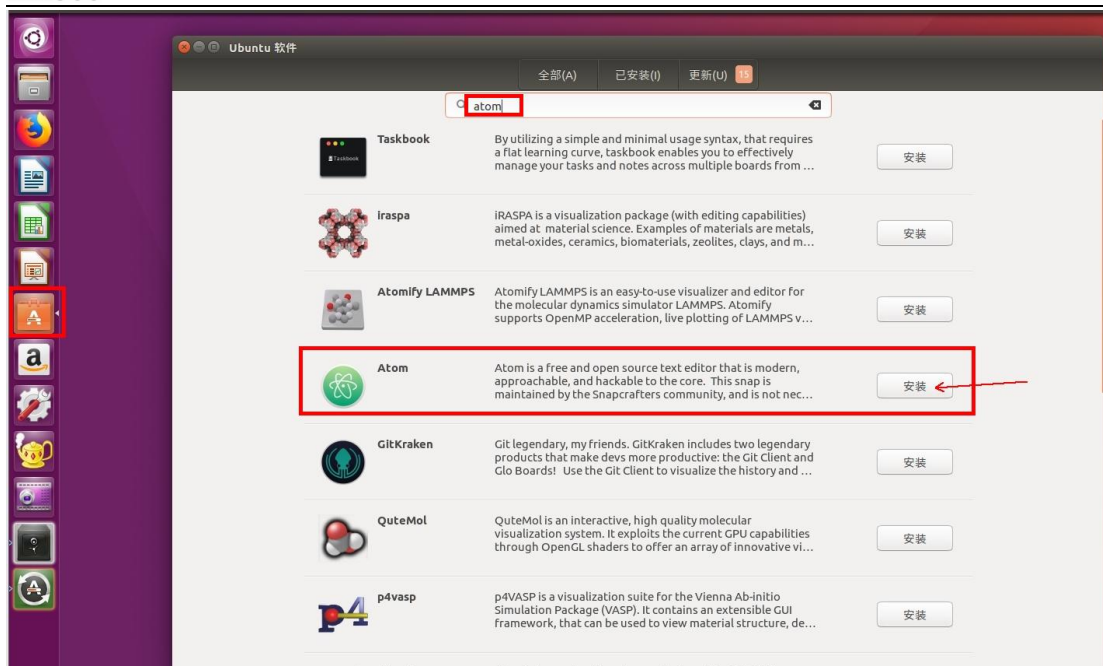 Ubuntu 软件
全部(A) 已安装(I) 更新(U) 15
atom
Taskbook
By utilizing a simple and minimal usage syntax, that requires
a flat learning curve, taskbook enables you to effectively
manage your tasks and notes across multiple boards from ...
安装
Taskbook
iraspa
iRASPA is a visualization package (with editing capabilities)
aimed at material science. Examples of materials are metals,
metal-oxides, ceramics, biomaterials, zeolites, clays, and m...
安装
Atomify LAMMPS
Atomify LAMMPS is an easy-to-use visualizer and editor for
the molecular dynamics simulator LAMMPS. Atomify
supports OpenMP acceleration, live plotting of LAMMPS v...
安装
Atom
Atom is a free and open source text editor that is modern,
approachable, and hackable to the core. This snap is
maintained by the Snapcrafters community, and is not nec...
安装
GitKraken
Git legendary, my friends. GitKraken includes two legendary
products that make devs more productive: the Git Client and
Glo Boards! Use the Git Client to visualize the history and ...
安装
QuteMol
QuteMol is an interactive, high quality molecular
visualization system. It exploits the current GPU capabilities
through OpenGL shaders to offer an array of innovative vi...
安装
p4vasp
p4VASP is a visualization suite for the Vienna Ab-initio
Simulation Package (VASP). It contains an extensible GUI
framework, that can be used to view material structure, de...
安装
p4